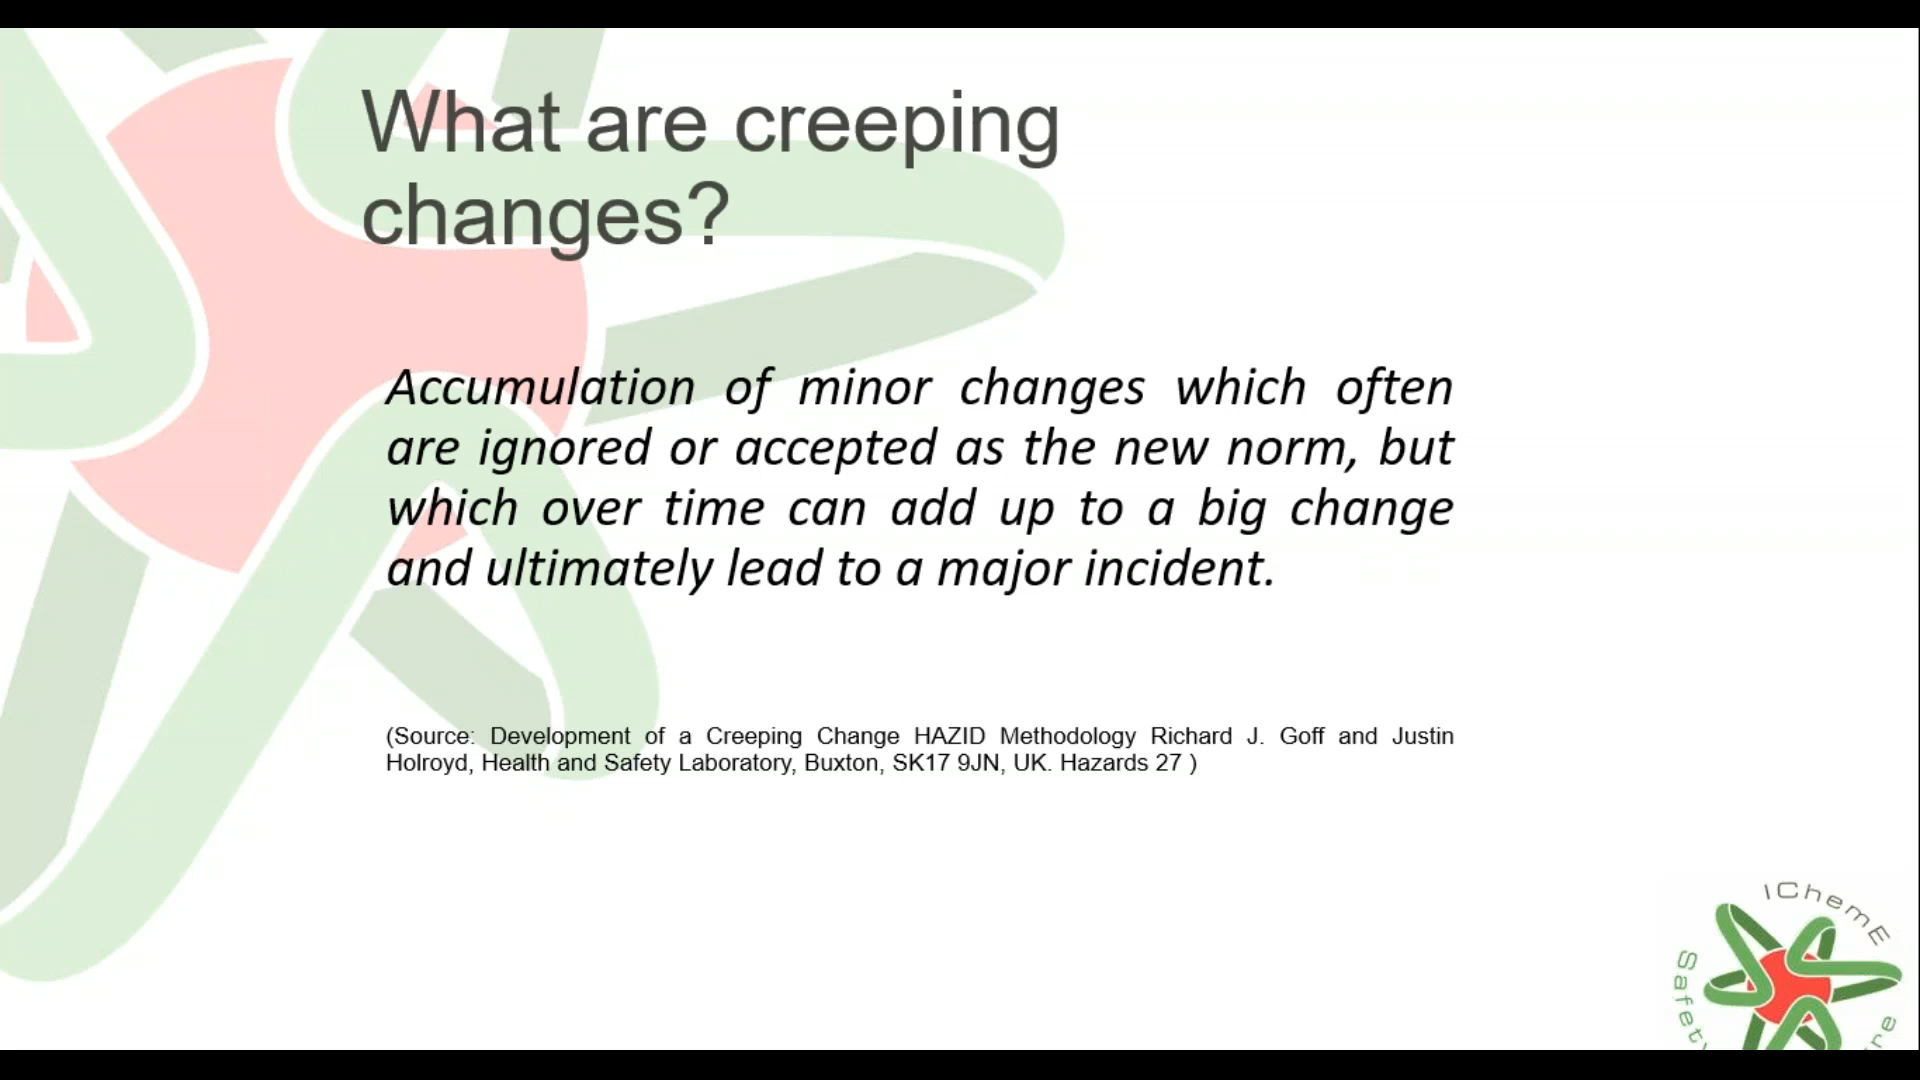 What are creeping
changes?
Accumulation of minor changes which often
are ignored or accepted as the new norm, but
which over time can add up to a big change
and ultimately lead to a major incident.
(Source: Development of a Creeping Change HAZID Methodology Richard J. Goff and Justin
Holroyd, Health and Safety Laboratory, Buxton, SK17 9JN, UK. Hazards 27 )
IChemE
Safety